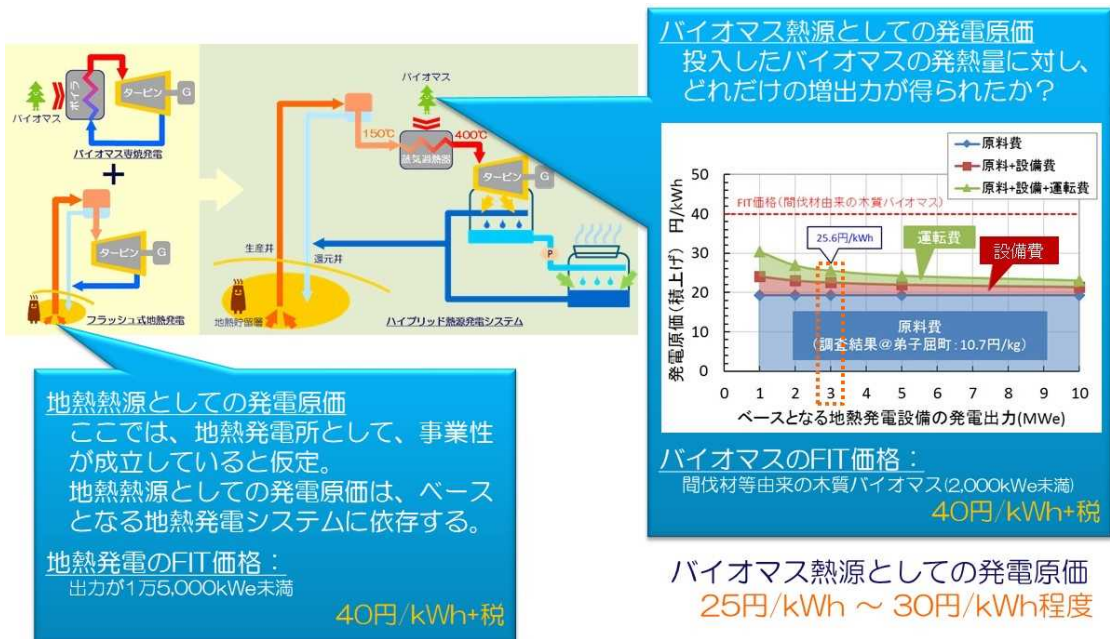 バイオマス
ボイラ
タービン
G
バイオマス専焼発電
+
タービン
G
フラッシュ式地熱発電
バイオマス
150℃
400℃
蒸気過熱器
タービン
G
P
生産井
還元井
地熱貯留層
ハイブリッド熱源発電システム
地熱熱源としての発電原価
ここでは、地熱発電所として、事業性
が成立していると仮定。
地熱熱源としての発電原価は、ベース
となる地熱発電システムに依存する。
地熱発電のFIT価格:
出力が1万5,000kWe未満
40円/kWh+税
バイオマス熱源としての発電原価
投入したバイオマスの発熱量に対し、
どれだけの増出力が得られたか?
原料費
原料+設備費
原料+設備+運転費
発電原価(積上げ) 円/kWh
50
40
30
20
10
0
FIT価格(間伐材由来の木質バイオマス)
25.6円/kWh
運転費
設備費
原料費
(調査結果@弟子屈町:10.7円/kg)
0 1 2 3 4 5 6 7 8 9 10
ベースとなる地熱発電設備の発電出力(MWe)
バイオマスのFIT価格:
間伐材等由来の木質バイオマス(2,000kWe未満)
40円/kWh+税
バイオマス熱源としての発電原価
25円/kWh ~ 30円/kWh程度